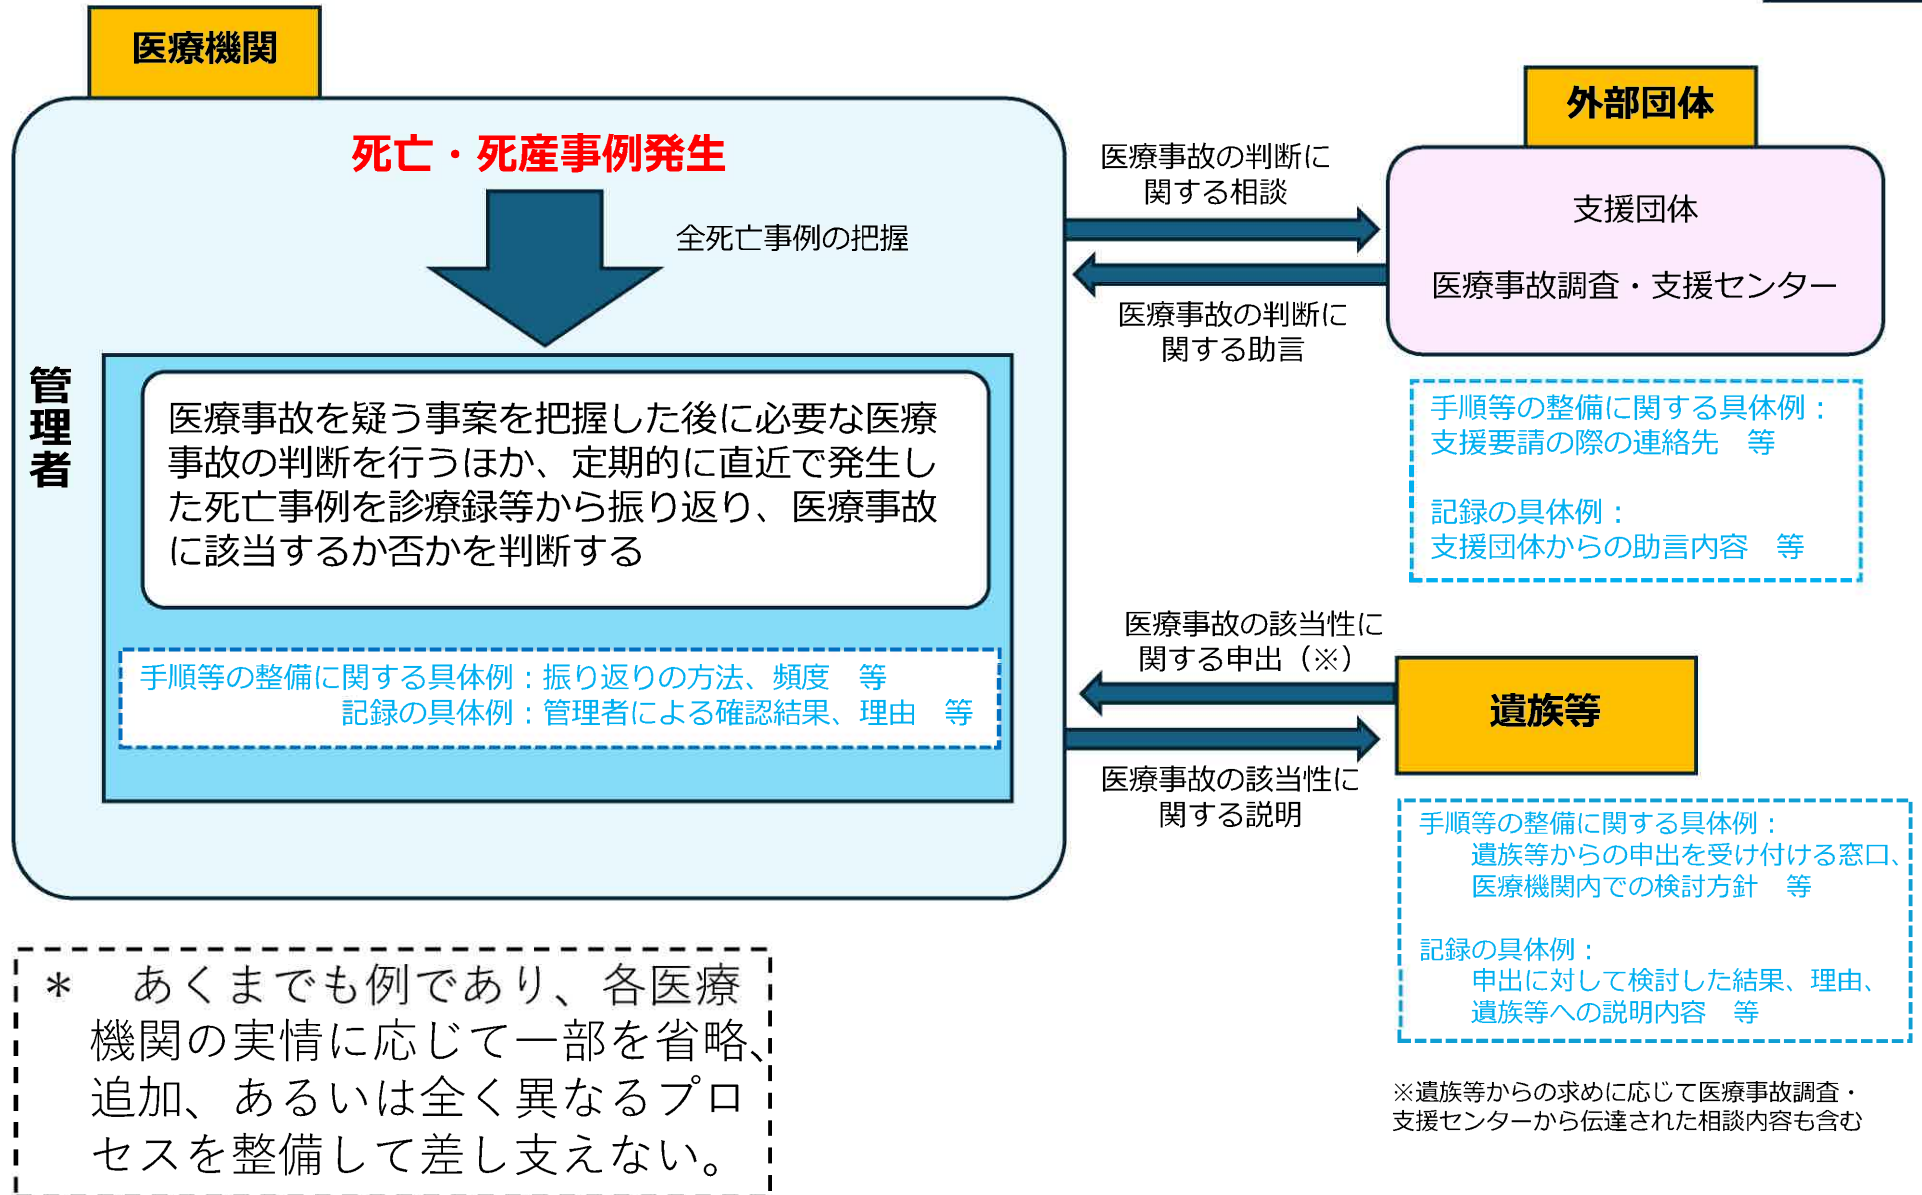 医療機関
死亡・死産事例発生
全死亡事例の把握
管理者
医療事故を疑う事案を把握した後に必要な医療
事故の判断を行うほか、定期的に直近で発生し
た死亡事例を診療録等から振り返り、医療事故
に該当するか否かを判断する
手順等の整備に関する具体例：振り返りの方法、頻度　等
記録の具体例：管理者による確認結果、理由　等
医療事故の判断に
関する相談
医療事故の判断に
関する助言
外部団体
支援団体
医療事故調査・支援センター
手順等の整備に関する具体例：
支援要請の際の連絡先　等
記録の具体例：
支援団体からの助言内容　等
医療事故の該当性に
関する申出（※）
医療事故の該当性に
関する説明
遺族等
手順等の整備に関する具体例：
遺族等からの申出を受け付ける窓口、
医療機関内での検討方針　等
記録の具体例：
申出に対して検討した結果、理由、
遺族等への説明内容　等
※遺族等からの求めに応じて医療事故調査・
支援センターから伝達された相談内容も含む
＊　あくまでも例であり、各医療
機関の実情に応じて一部を省略、
追加、あるいは全く異なるプロ
セスを整備して差し支えない。